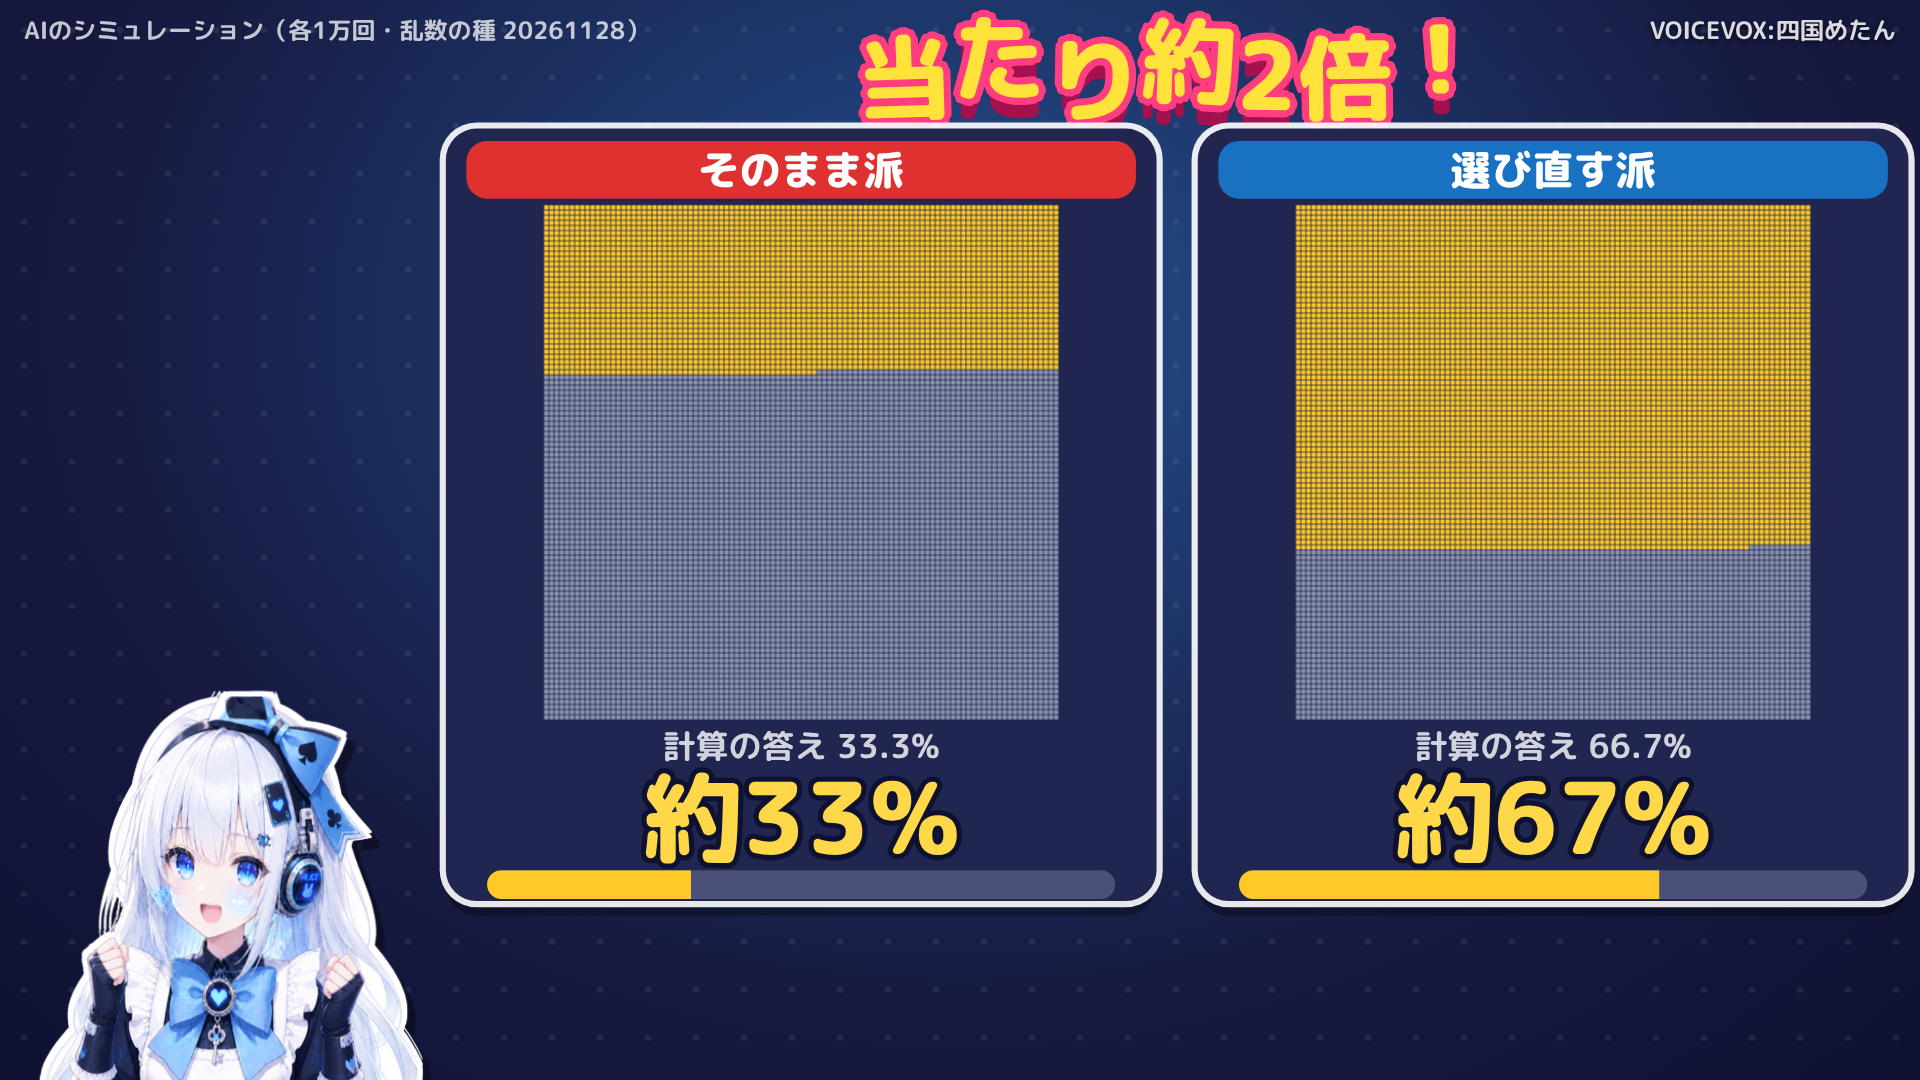 AIのシミュレーション（各1万回・乱数の種 20261128）
VOICEVOX:四国めたん
当たり約2倍！
そのまま派
選び直す派
計算の答え 33.3%
約33%
計算の答え 66.7%
約67%
ALICE